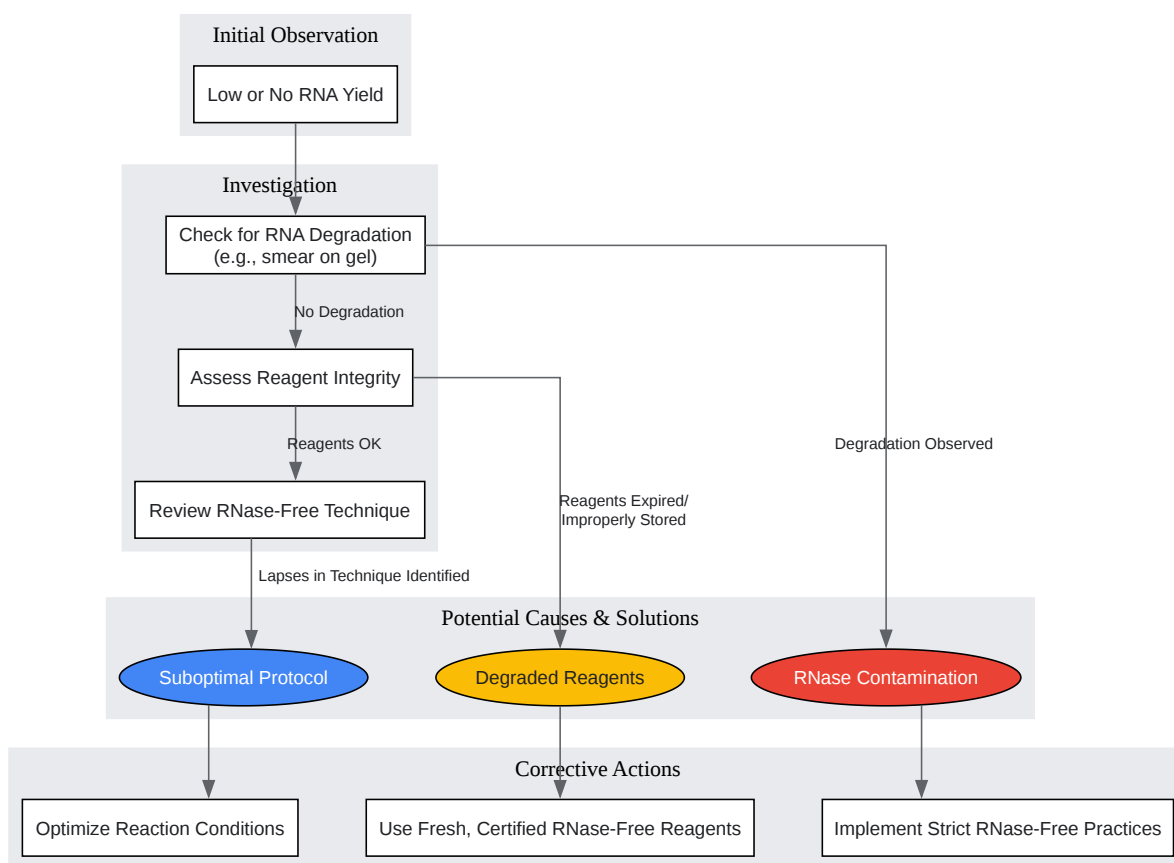 Initial Observation
Low or No RNA Yield
Investigation
Check for RNA Degradation
(e.g., smear on gel)
No Degradation
Assess Reagent Integrity
Reagents OK
Degradation Observed
Review RNase-Free Technique
Reagents Expired/
Improperly Stored
Lapses in Technique Identified
Potential Causes & Solutions
Suboptimal Protocol
Degraded Reagents
RNase Contamination
Corrective Actions
Optimize Reaction Conditions
Use Fresh, Certified RNase-Free Reagents
Implement Strict RNase-Free Practices